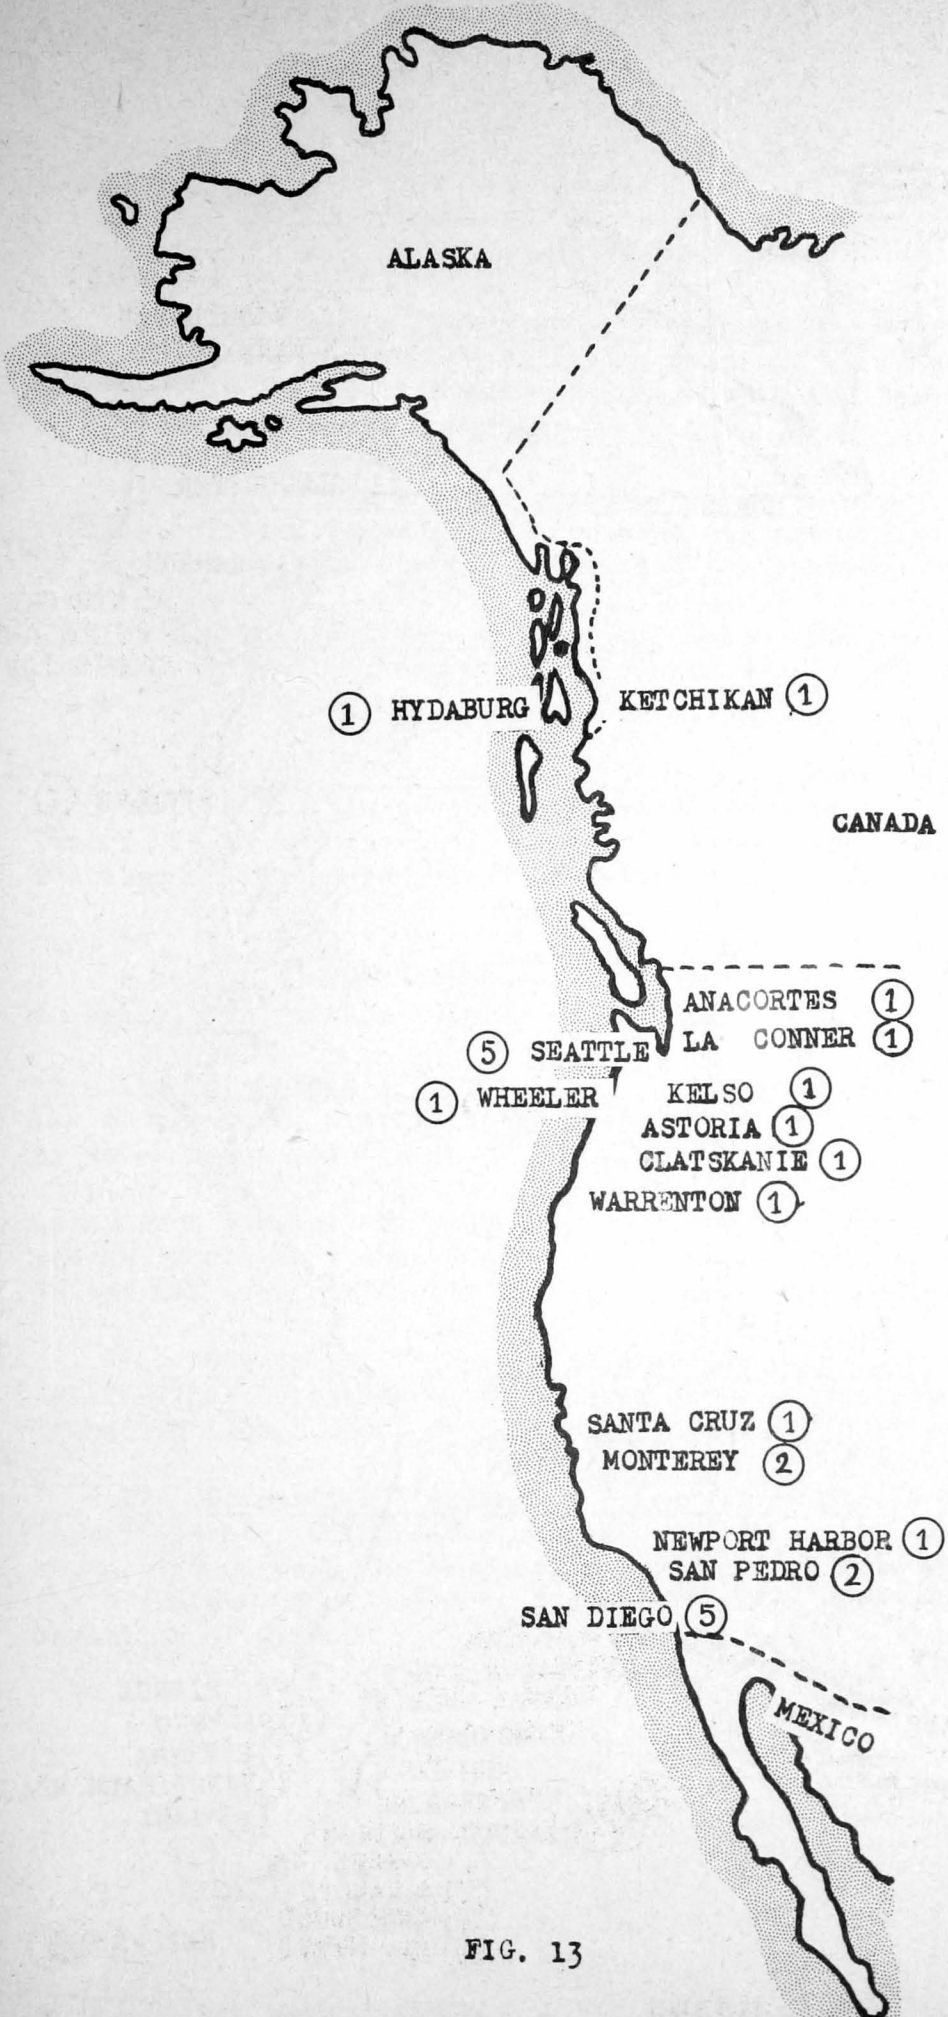 ALASKA
① HYDABURG
KETCHIKAN ①
CANADA
ANACORTES ①
⑤ SEATTLE
LA CONNER ①
① WHEELER
KELSO ①
ASTORIA ①
CLATSKANIE ①
WARRENTON ①
SANTA CRUZ ①
MONTEREY ②
NEWPORT HARBOR ①
SAN PEDRO ②
SAN DIEGO ⑤
MEXICO
FIG. 13